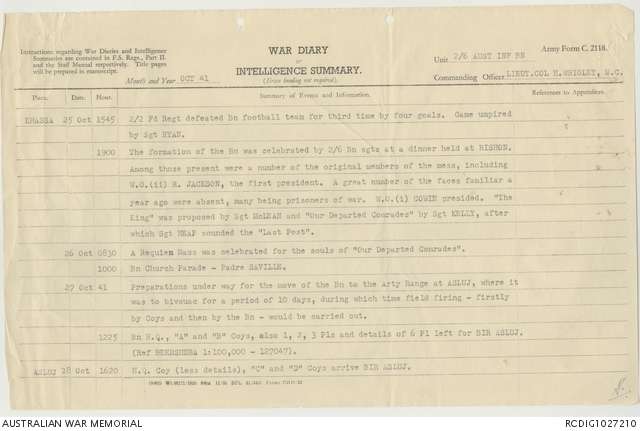 Instructions regarding War Diaries and Intelligence
Summaries are contained in F.S. Regs., Part II.
and the Staff Manual respectively. Title pages
will be prepared in manuscript.
Month and Year OCT 41
WAR DIARY
or
INTELLIGENCE SUMMARY.
(Erase heading not required).
Army Form C. 2118.
Unit 2/6 AUST INF BN
Commanding Officer LIEUT.COL H.WRIGLEY, M.C.
Place. Date. Hour. Summary of Events and Information. References to Appendices.
KHASSA 25 Oct 1545 2/2 Fd Regt defeated Bn football team for third time by four goals. Game umpired
by Sgt RYAN.
1900 The formation of the Bn was celebrated by 2/6 Bn sgts at a dinner held at RISHON.
Among those present were a number of the original members of the mess, including
W.O.(ii) R. JACKSON, the first president. A great number of the faces familiar a
year ago were absent, many being prisoners of war. W.O.(i) COWIN presided. "The
King" was proposed by Sgt McLEAN and "Our Departed Comrades" by Sgt KELLY, after
which Sgt HEAP sounded the "Last Post".
26 Oct 0830 A Requiem Mass was celebrated for the souls of "Our Departed Comrades".
1000 Bn Church Parade - Padre SAVILLE.
27 Oct 41 Preparations under way for the move of the Bn to the Arty Range at ASLUJ, where it
was to bivouac for a period of 10 days, during which time field firing - firstly
by Coys and then by the Bn - would be carried out.
1225 Bn H.Q., "A" and "B" Coys, also 1, 2, 3 Pls and details of 6 Pl left for BIR ASLUJ.
(Ref BEERSHEBA 1:100,000 - 127047).
ASLUJ 28 Oct 1620 H.Q. Coy (less details), "C" and "D" Coys arrive BIR ASLUJ.
AUSTRALIAN WAR MEMORIAL
RCDIG1027210